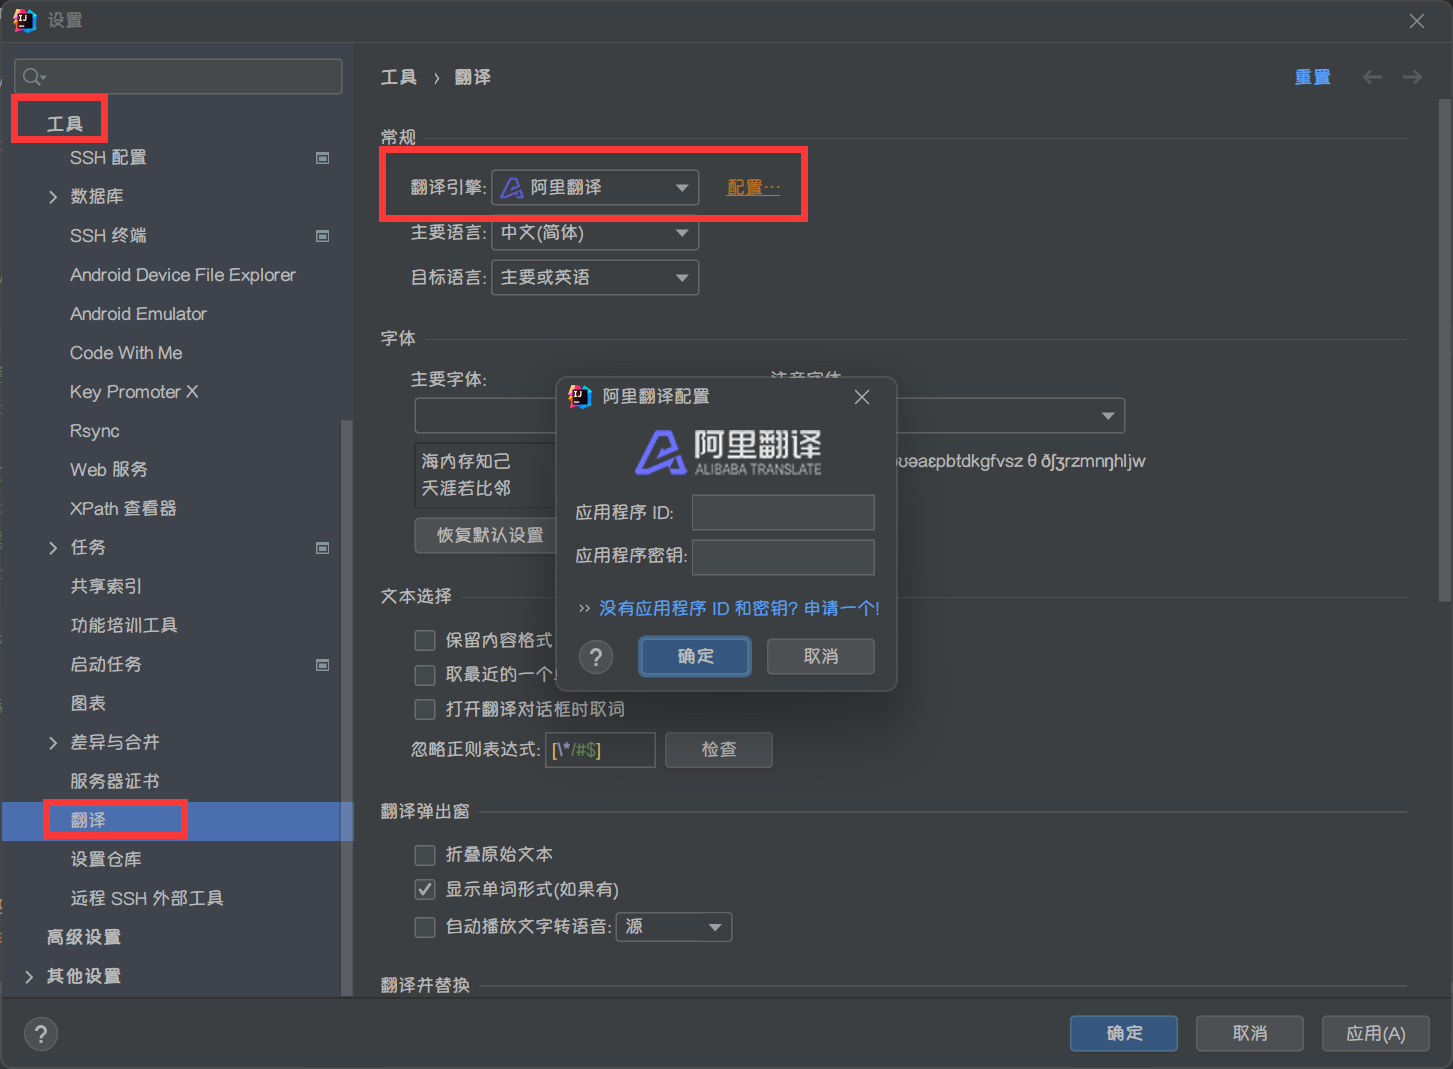 设置
工具
SSH 配置
数据库
SSH 终端
Android Device File Explorer
Android Emulator
Code With Me
Key Promoter X
Rsync
Web 服务
XPath 查看器
任务
共享索引
功能培训工具
启动任务
图表
差异与合并
服务器证书
翻译
设置仓库
远程 SSH 外部工具
高级设置
其他设置
工具 › 翻译
重置
常规
翻译引擎: 阿里翻译 配置...
主要语言: 中文(简体)
目标语言: 主要或英语
字体
主要字体:
海内存知己
天涯若比邻
ʊəaɛpbtdkgfvszθðʃʒrzmnŋhljw
恢复默认设置
文本选择
保留内容格式
取最近的一个
打开翻译对话框时取词
忽略正则表达式: [\*/#$] 检查
翻译弹出窗
折叠原始文本
显示单词形式(如果有)
自动播放文字转语音: 源
翻译并替换
阿里翻译配置
阿里翻译
ALIBABA TRANSLATE
应用程序 ID:
应用程序密钥:
>> 没有应用程序 ID 和密钥? 申请一个!
? 确定 取消
? 确定 取消 应用(A)